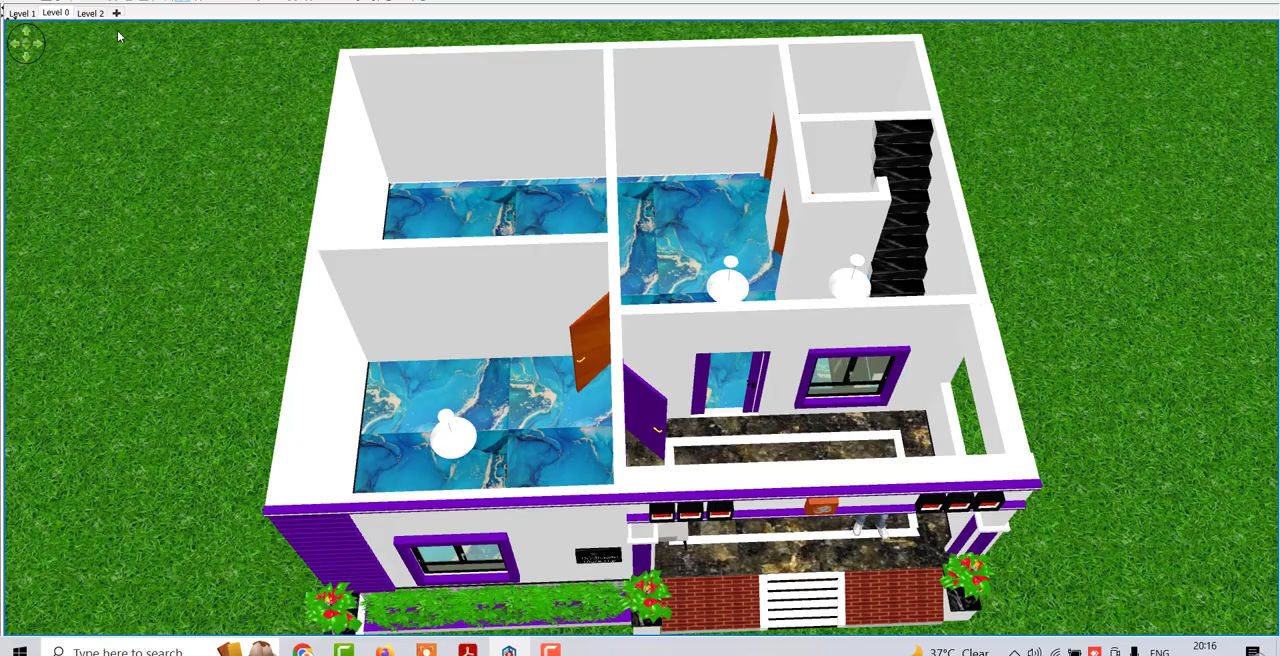 Level 1 Level 0 Level 2 +
Type here to search
37°C Clear
ENG
20:16